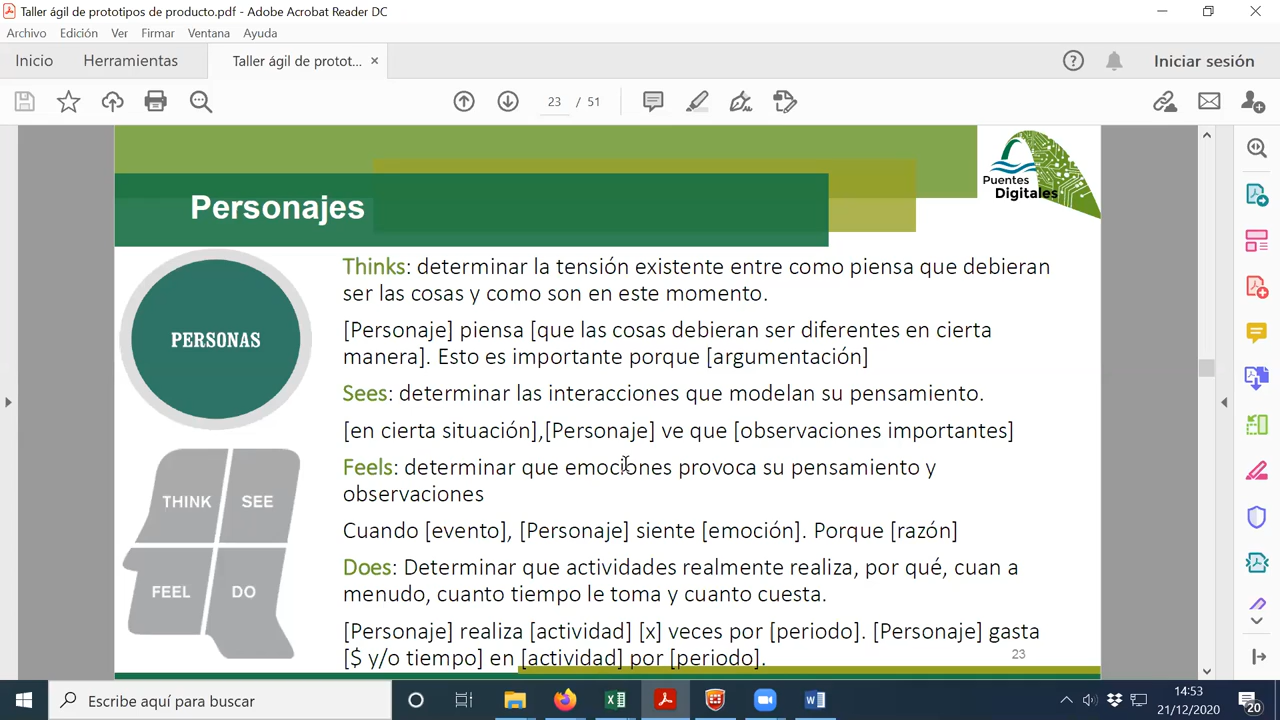 Taller ágil de prototipos de producto.pdf - Adobe Acrobat Reader DC
Archivo Edición Ver Firmar Ventana Ayuda
Inicio Herramientas Taller ágil de protot... × Iniciar sesión
23 / 51
Personajes
Puentes
Digitales
PERSONAS
THINK SEE
FEEL DO
Thinks: determinar la tensión existente entre como piensa que debieran
ser las cosas y como son en este momento.
[Personaje] piensa [que las cosas debieran ser diferentes en cierta
manera]. Esto es importante porque [argumentación]
Sees: determinar las interacciones que modelan su pensamiento.
[en cierta situación],[Personaje] ve que [observaciones importantes]
Feels: determinar que emociones provoca su pensamiento y
observaciones
Cuando [evento], [Personaje] siente [emoción]. Porque [razón]
Does: Determinar que actividades realmente realiza, por qué, cuan a
menudo, cuanto tiempo le toma y cuanto cuesta.
[Personaje] realiza [actividad] [x] veces por [periodo]. [Personaje] gasta
[$ y/o tiempo] en [actividad] por [periodo].
23
Escribe aquí para buscar
14:53
21/12/2020
20